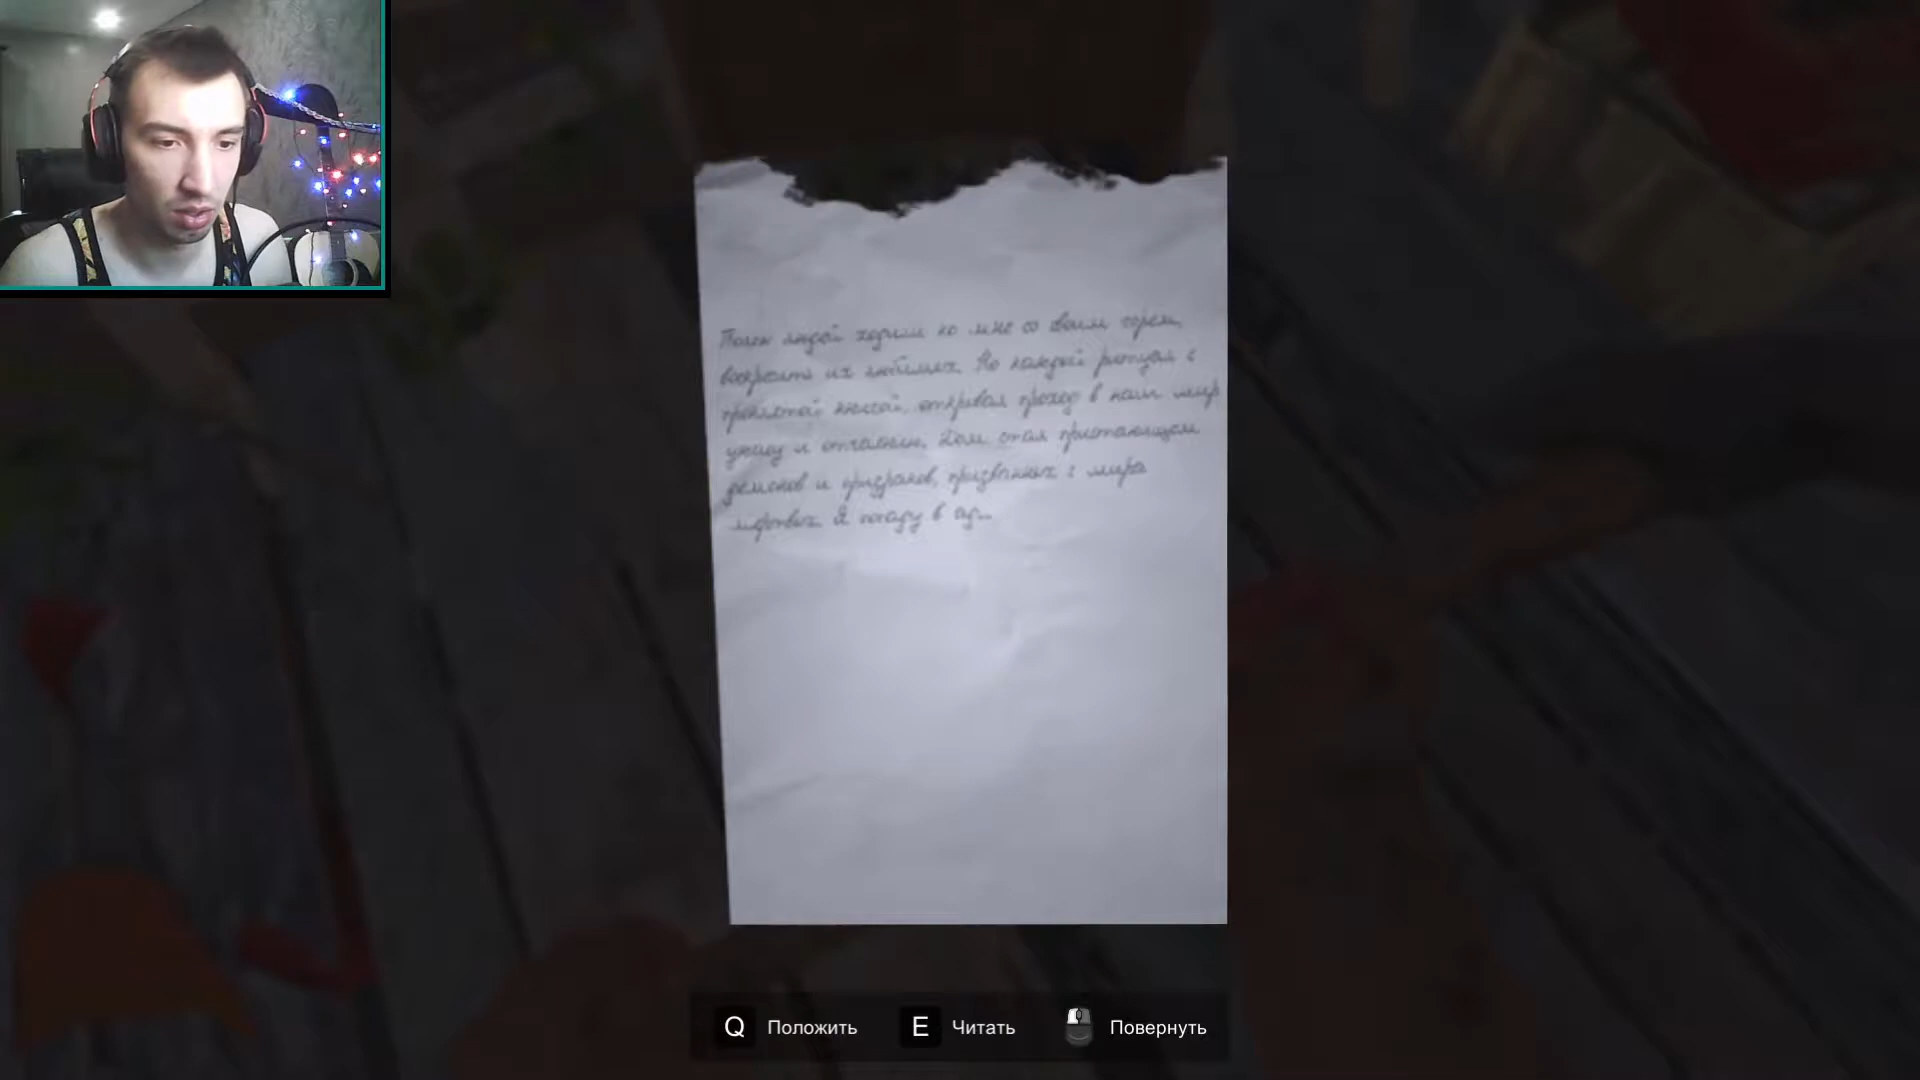 Толпы людей ходили ко мне со своим горем,
воскресить их любимых. Но каждый ритуал с
проклятой книгой, открывал проход в наш мир
ужасу и отчаянию. Дом стал пристанищем
демонов и призраков, призванных с мира
мертвых. Я попаду в ад...
Q Положить E Читать Повернуть